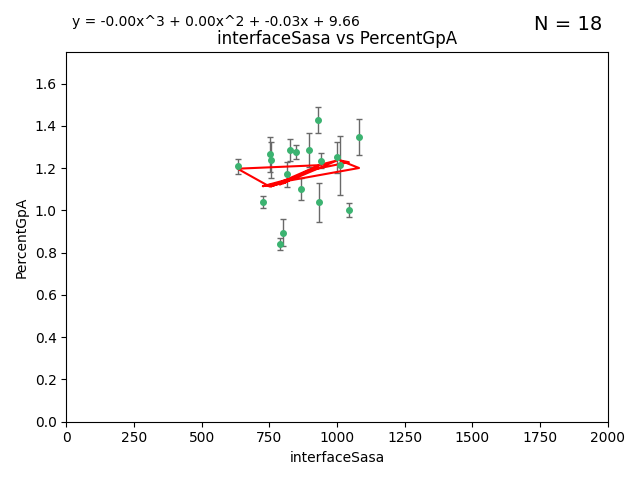 y = -0.00x^3 + 0.00x^2 + -0.03x + 9.66
N = 18
interfaceSasa vs PercentGpA
1.6
1.4
1.2
1.0
0.8
0.6
0.4
0.2
0.0
PercentGpA
0 250 500 750 1000 1250 1500 1750 2000
interfaceSasa